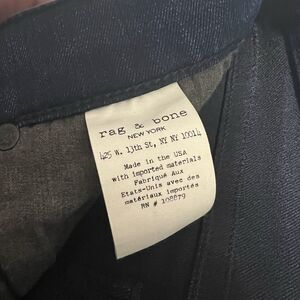 rag & bone
NEW YORK
425 W. 13th St, NY NY 10014
Made in the USA
with imported materials
Fabriqué Aux
Etats-Unis avec des
matériaux importés
RN # 108879